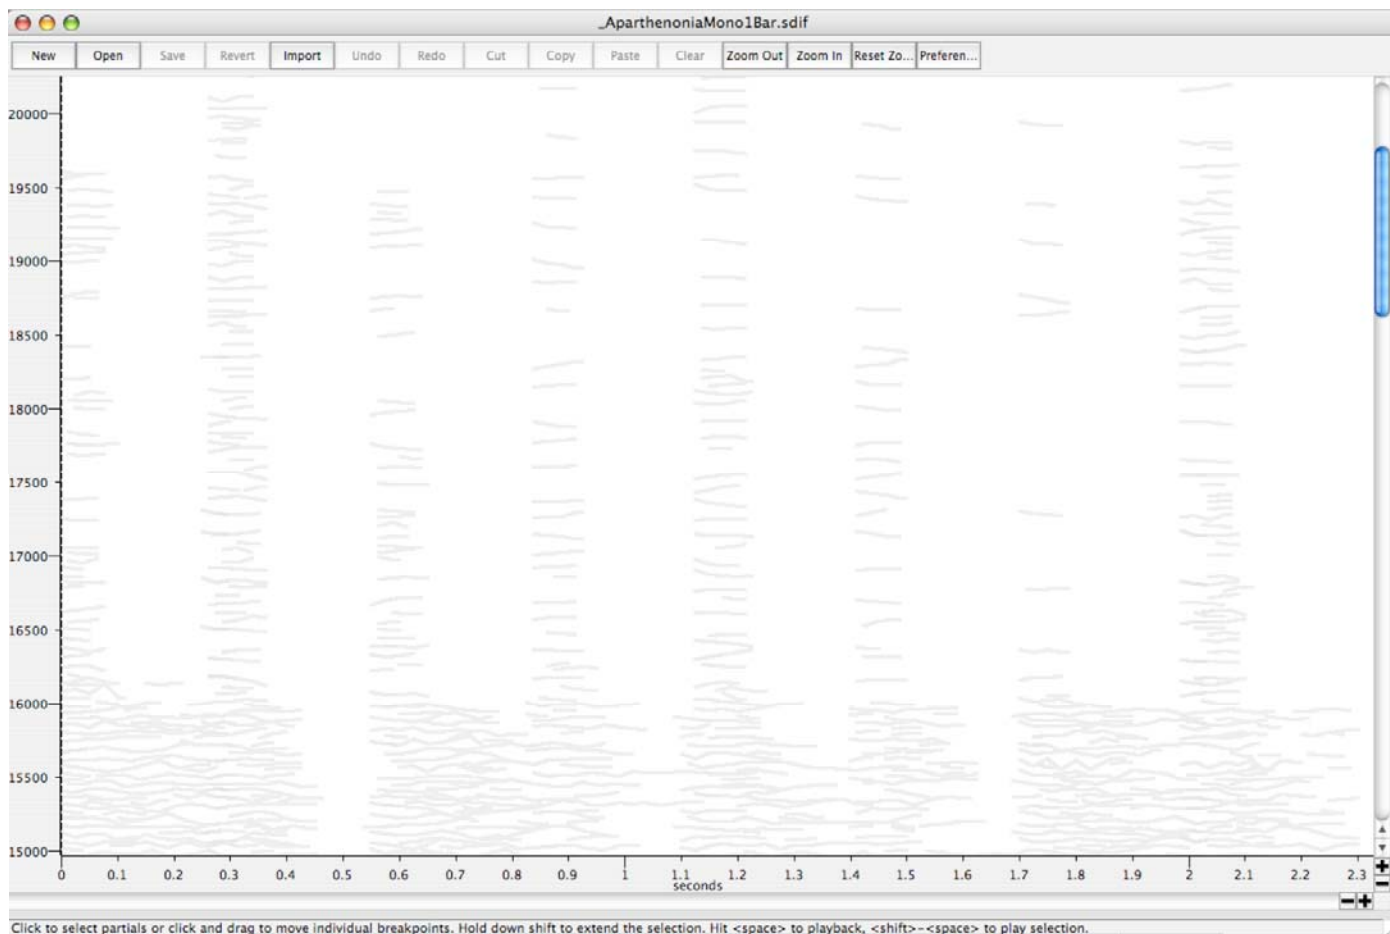 _AparthenoniaMono1Bar.sdif
New Open Save Revert Import Undo Redo Cut Copy Paste Clear Zoom Out Zoom In Reset Zo... Preferen...
20000
19500
19000
18500
18000
17500
17000
16500
16000
15500
15000
0 0.1 0.2 0.3 0.4 0.5 0.6 0.7 0.8 0.9 1 1.1 1.2 1.3 1.4 1.5 1.6 1.7 1.8 1.9 2 2.1 2.2 2.3
seconds
Click to select partials or click and drag to move individual breakpoints. Hold down shift to extend the selection. Hit <space> to playback, <shift>-<space> to play selection.